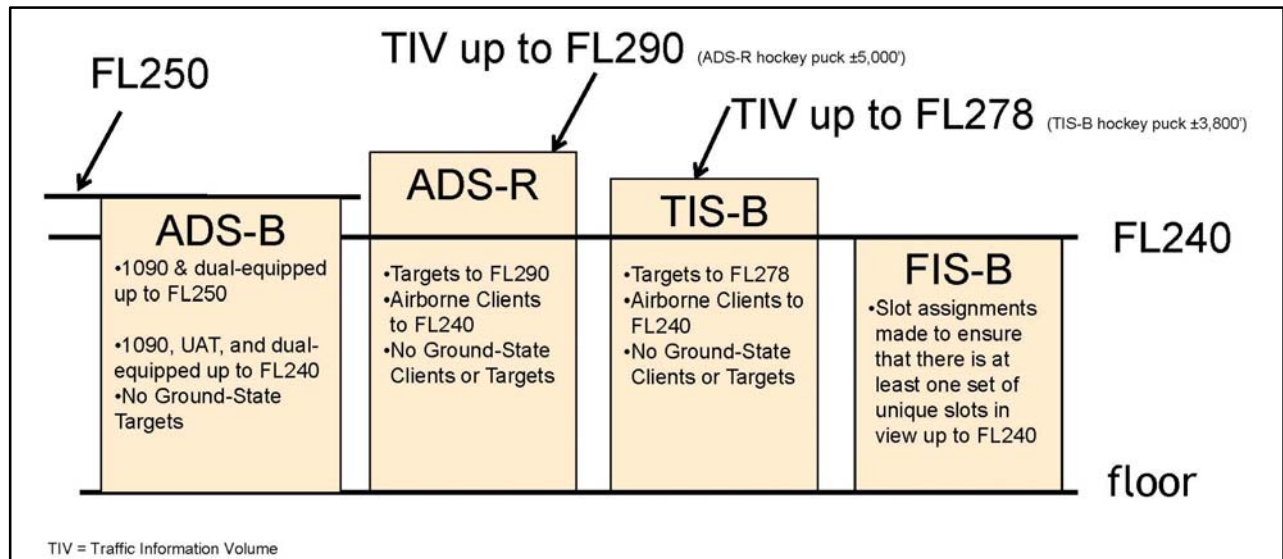 TIV up to FL290 (ADS-R hockey puck ±5,000')
FL250
TIV up to FL278 (TIS-B hockey puck ±3,800')
ADS-B
•1090 & dual-equipped
up to FL250
•1090, UAT, and dual-
equipped up to FL240
•No Ground-State
Targets
ADS-R
•Targets to FL290
•Airborne Clients
to FL240
•No Ground-State
Clients or Targets
TIS-B
•Targets to FL278
•Airborne Clients to
FL240
•No Ground-State
Clients or Targets
FL240
FIS-B
•Slot assignments
made to ensure
that there is at
least one set of
unique slots in
view up to FL240
floor
TIV = Traffic Information Volume